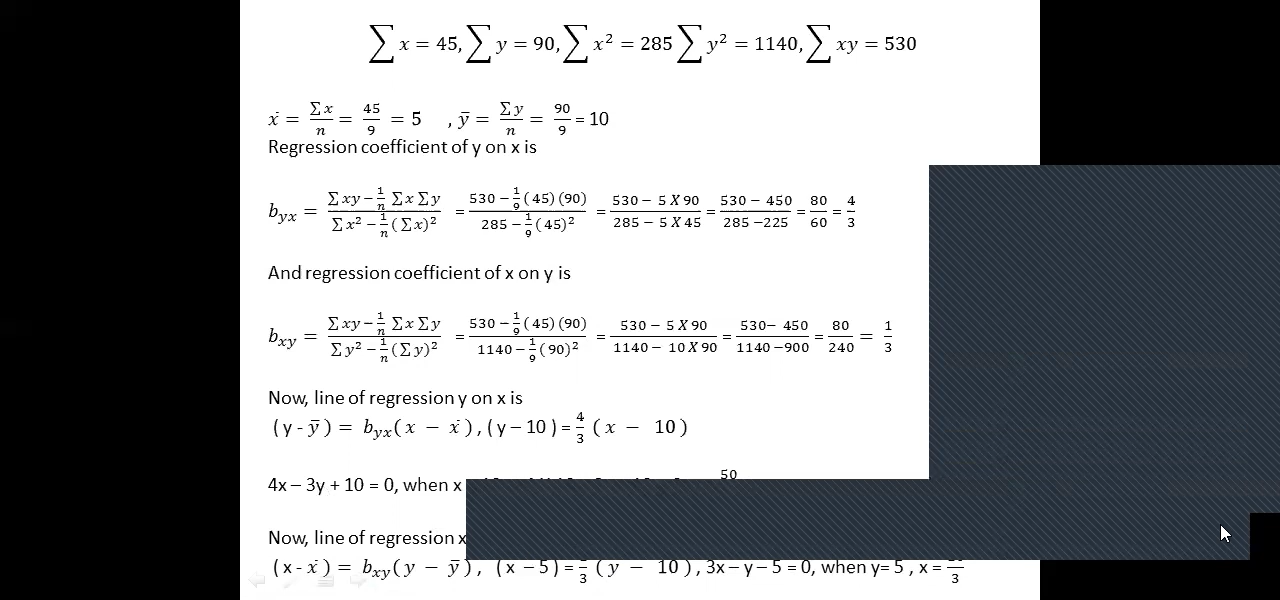 ∑ x = 45, ∑ y = 90, ∑ x² = 285 ∑ y² = 1140, ∑ xy = 530
ẋ = ∑x/n = 45/9 = 5 , ȳ = ∑y/n = 90/9 = 10
Regression coefficient of y on x is
b_yx = (∑xy − 1/n ∑x∑y)/(∑x² − 1/n (∑x)²) = (530 − 1/9 (45)(90))/(285 − 1/9 (45)²) = (530 − 5 X 90)/(285 − 5 X 45) = (530 − 450)/(285 −225) = 80/60 = 4/3
And regression coefficient of x on y is
b_xy = (∑xy − 1/n ∑x∑y)/(∑y² − 1/n (∑y)²) = (530 − 1/9 (45)(90))/(1140 − 1/9 (90)²) = (530 − 5 X 90)/(1140 − 10 X 90) = (530− 450)/(1140 −900) = 80/240 = 1/3
Now, line of regression y on x is
( y - ȳ ) = b_yx( x − ẋ ) , ( y – 10 ) = 4/3 ( x − 10 )
4x – 3y + 10 = 0, when x 50
Now, line of regression x
( x - ẋ ) = b_xy( y − ȳ ), (x – 5) = /3 ( y − 10 ) , 3x – y – 5 = 0, when y= 5 , x = /3